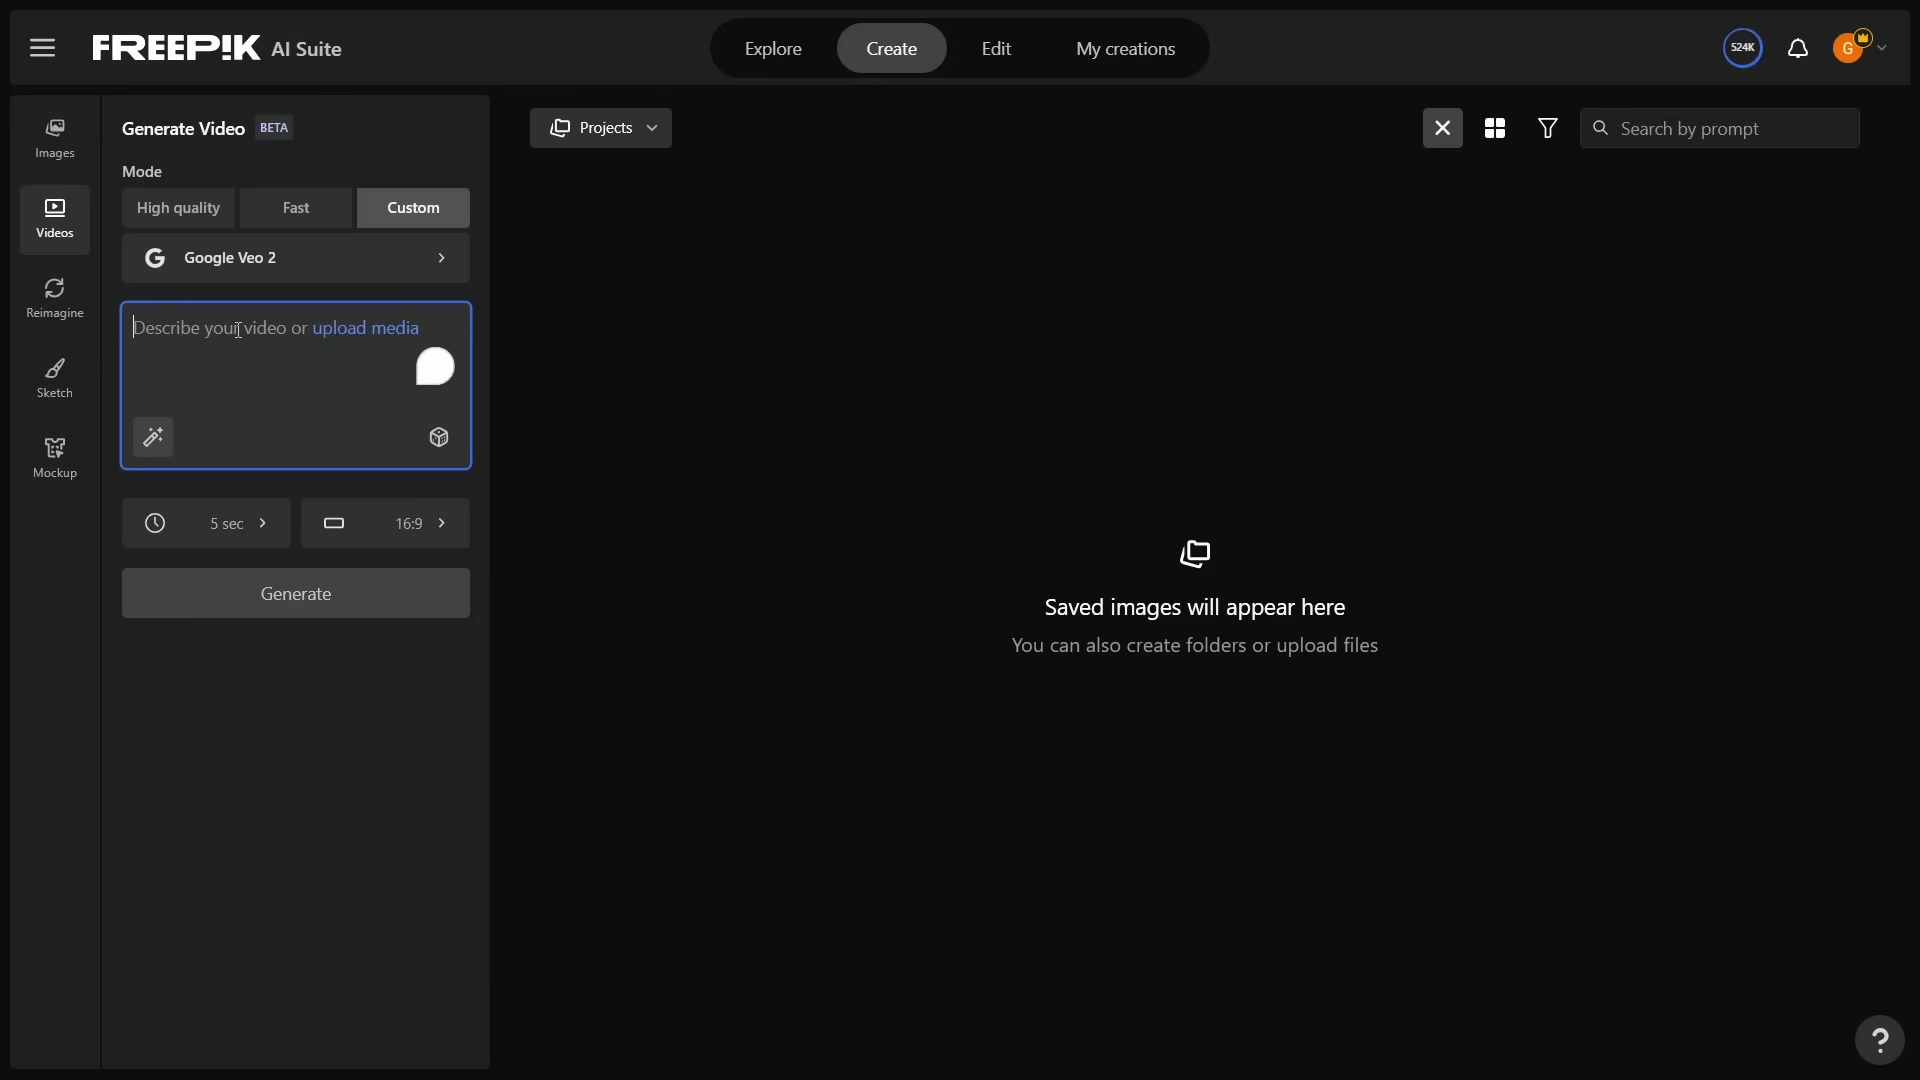 FREEP!K AI Suite
Explore
Create
Edit
My creations
524K
G
Images
Videos
Reimagine
Sketch
Mockup
Generate Video BETA
Mode
High quality
Fast
Custom
G Google Veo 2
Describe your video or upload media
5 sec
16:9
Generate
Projects
Search by prompt
Saved images will appear here
You can also create folders or upload files
?